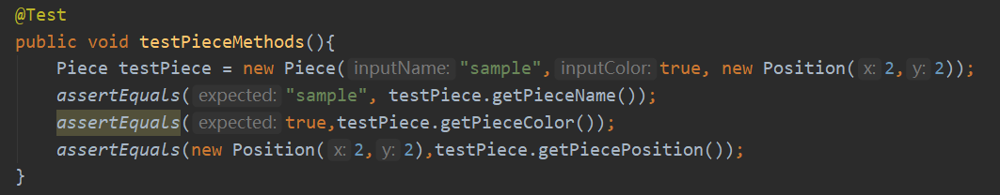 @Test
public void testPieceMethods(){
Piece testPiece = new Piece( inputName: "sample", inputColor: true, new Position( x: 2, y: 2));
assertEquals( expected: "sample", testPiece.getPieceName());
assertEquals( expected: true,testPiece.getPieceColor());
assertEquals(new Position( x: 2, y: 2),testPiece.getPiecePosition());
}